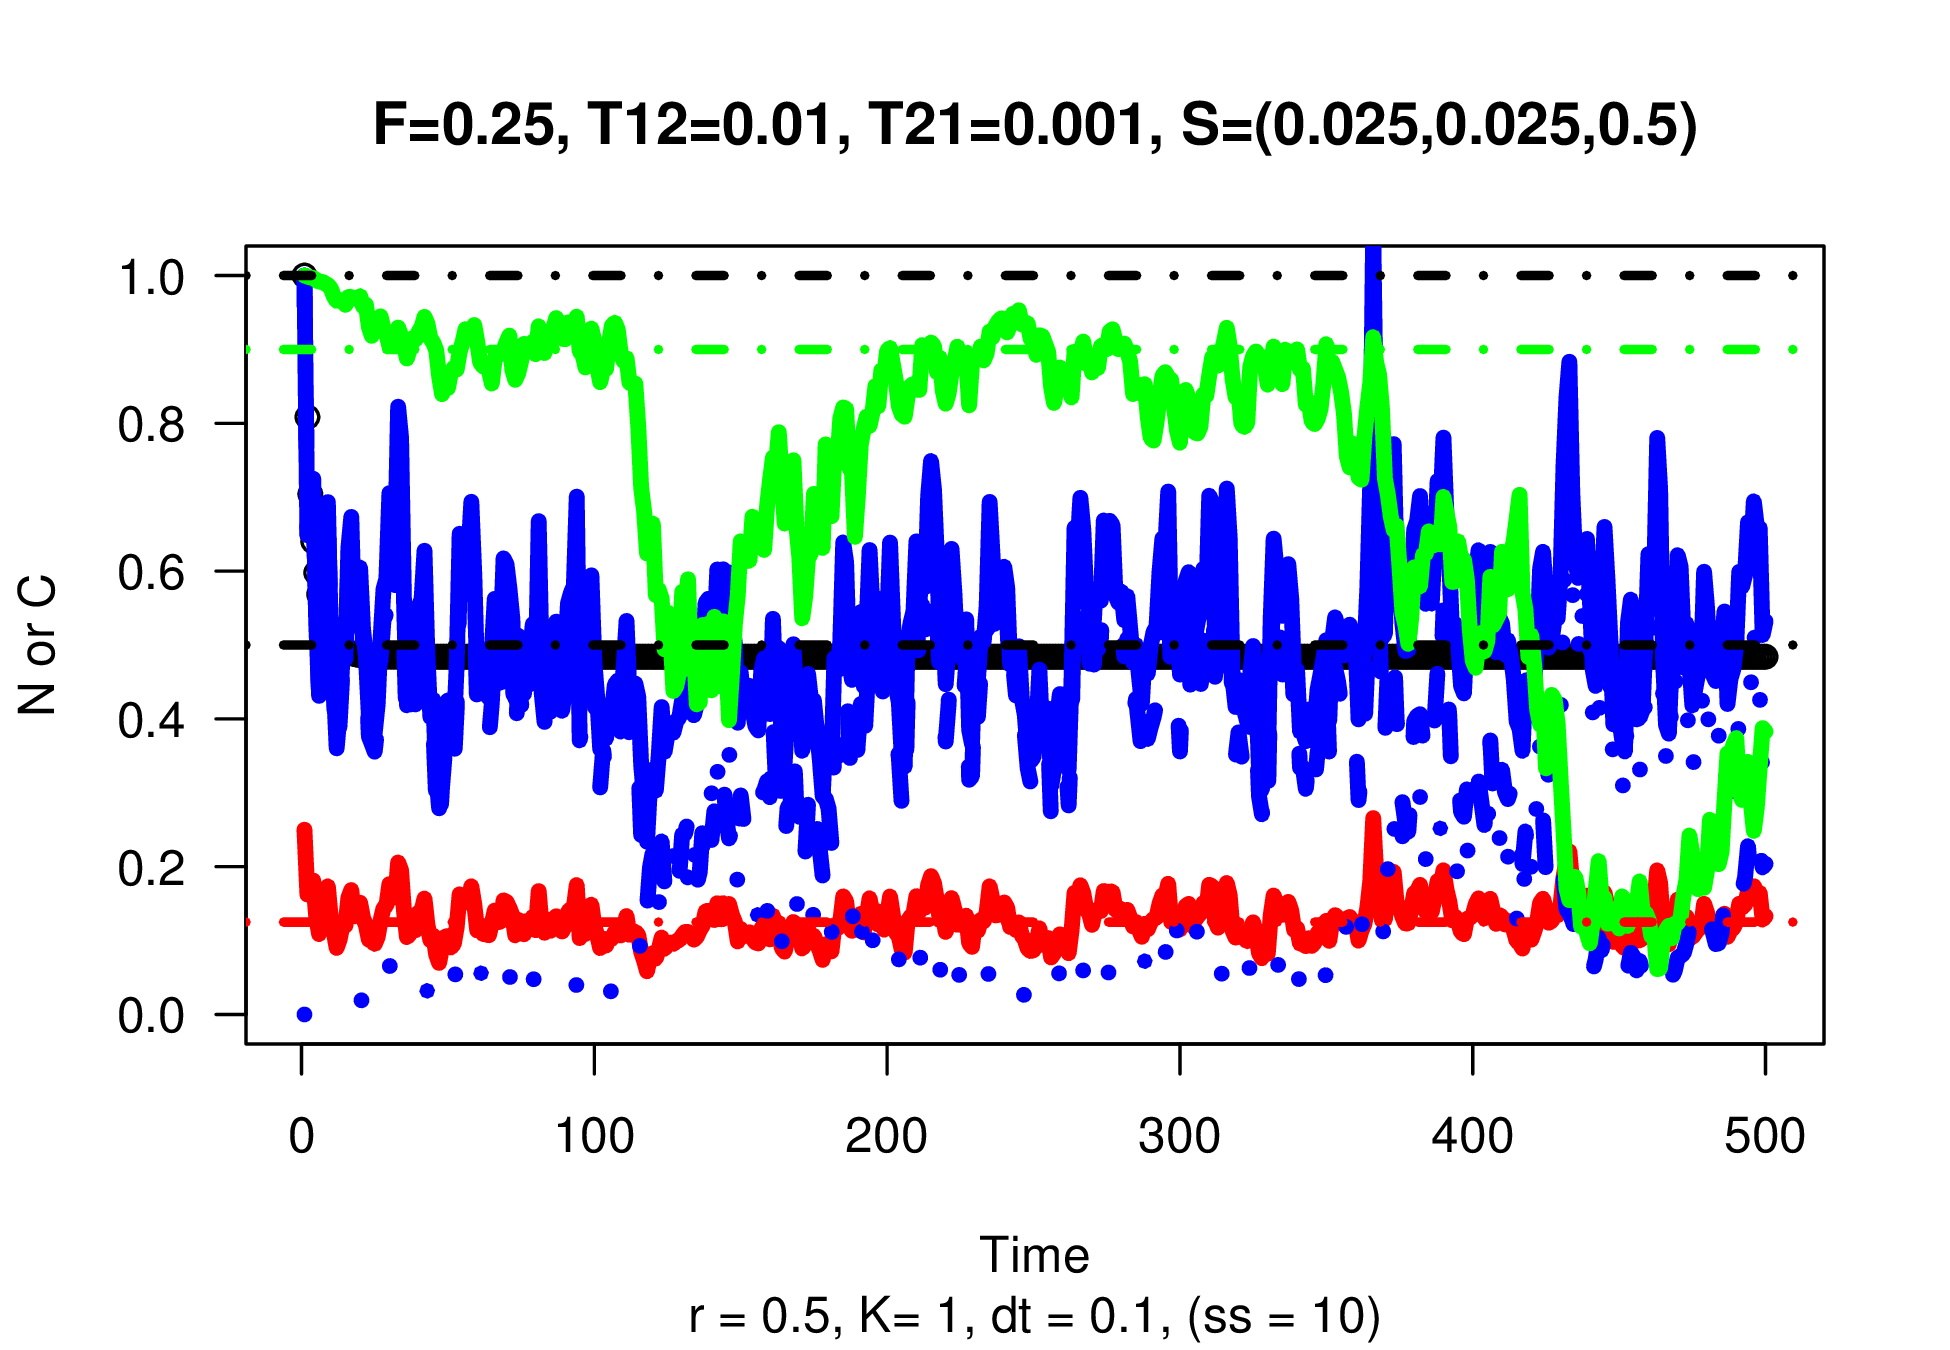 F=0.25, T12=0.01, T21=0.001, S=(0.025,0.025,0.5)
N or C
1.0
0.8
0.6
0.4
0.2
0.0
0 100 200 300 400 500
Time
r = 0.5, K= 1, dt = 0.1, (ss = 10)